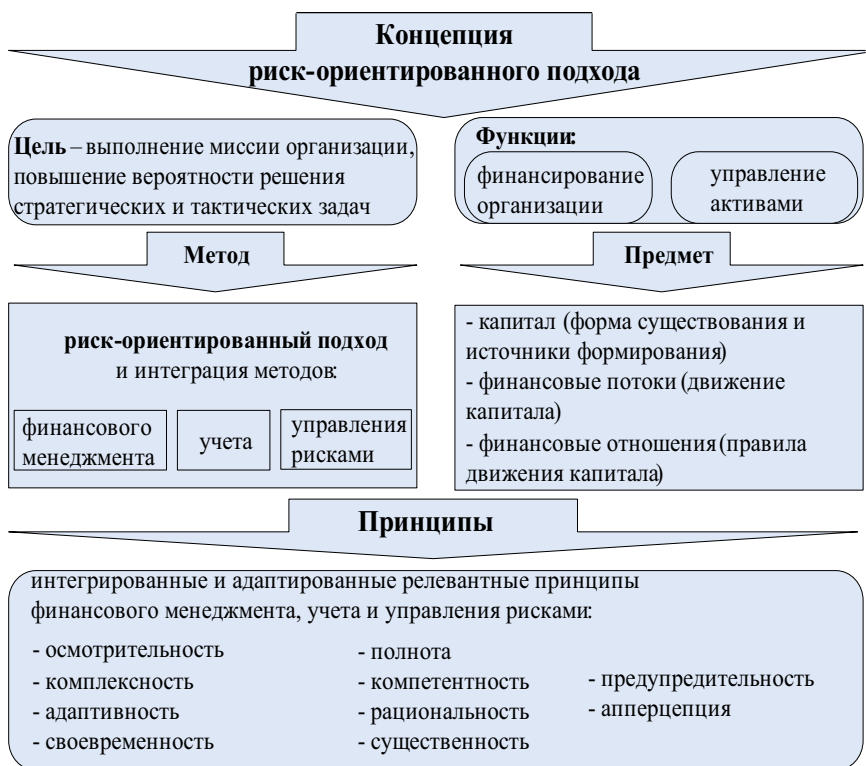 Концепция
риск-ориентированного подхода
Цель – выполнение миссии организации,
повышение вероятности решения
стратегических и тактических задач
Функции:
финансирование
организации
управление
активами
Метод
Предмет
риск-ориентированный подход
и интеграция методов:
финансового
менеджмента
учета
управления
рисками
- капитал (форма существования и
источники формирования)
- финансовые потоки (движение
капитала)
- финансовые отношения (правила
движения капитала)
Принципы
интегрированные и адаптированные релевантные принципы
финансового менеджмента, учета и управления рисками:
- осмотрительность
- комплексность
- адаптивность
- своевременность
- полнота
- компетентность
- рациональность
- существенность
- предупредительность
- апперцепция